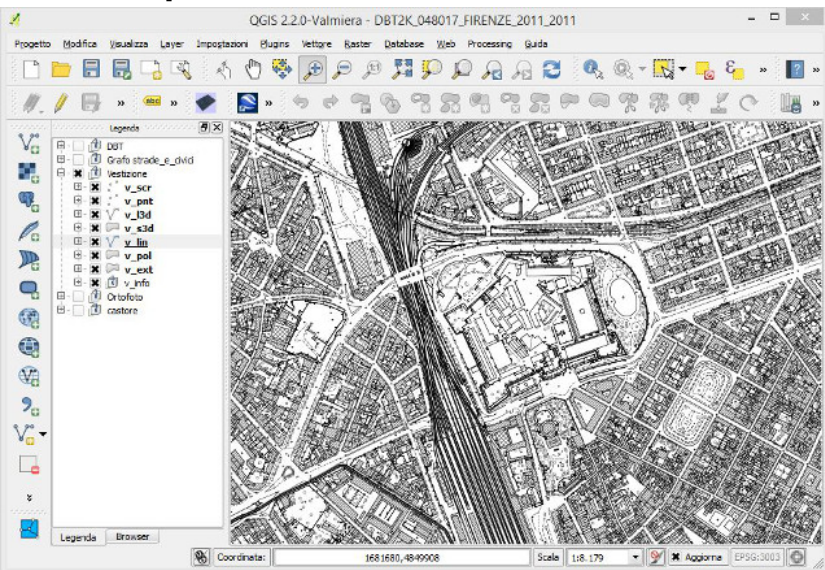 QGIS 2.2.0-Valmiera - DBT2K_048017_FIRENZE_2011_2011
Progetto Modifica Visualizza Layer Impostazioni Plugins Vettore Raster Database Web Processing Guida
Legenda
DBT
Grafo strade_e_civici
Vestizione
v_scr
v_pnt
v_l3d
v_s3d
v_lin
v_pol
v_ext
v_info
Ortofoto
castore
Legenda Browser
Coordinata: 1681680,4849908 Scala 1:8.179 Aggiorna EPSG:3003